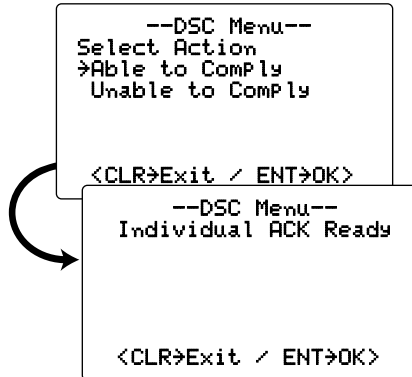 --DSC Menu--
Select Action
→Able to ComPly
Unable to ComPly
<CLR→Exit / ENT→OK>
--DSC Menu--
Individual ACK Ready
<CLR→Exit / ENT→OK>